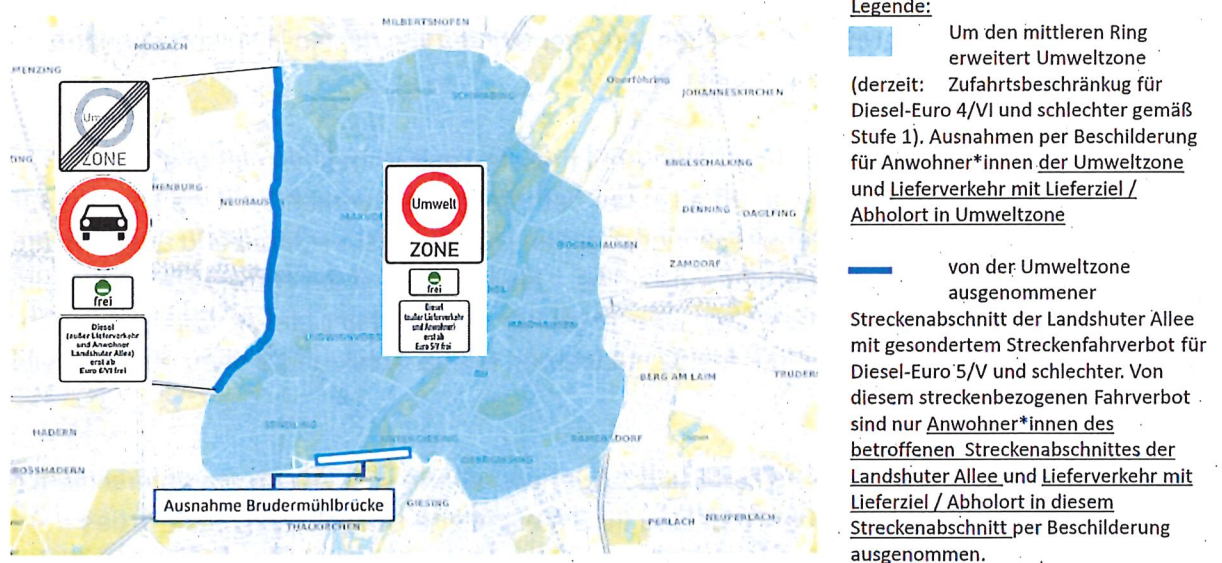 MILBERTSHOFEN
MOOSACH
MENZING
Oberföhring
JOHANNESKIRCHEN
SCHWABING
Um
ZONE
ENGLSCHALKING
HENBURG
NEUHAUSEN
Umwelt
ZONE
frei
DENNING
DAGLFING
BOGENHAUSEN
ZAMDORF
frei
Diesel
(außer Lieferverkehr
und Anwohner
Landshuter Allee)
erst ab
Euro 6/VI frei
Diesel
(außer Lieferverkehr
und Anwohner)
erst ab
Euro 5/V frei
HAIDHAUSEN
AU
BERG AM LAIM
TRUDER
HADERN
SENDLING
UNTERGIESING
RAMERSDORF
OBERGIESING
GROSSHADERN
Ausnahme Brudermühlbrücke
GIESING
THALKIRCHEN
PERLACH
NEUPERLACH
Legende:
Um den mittleren Ring
erweitert Umweltzone
(derzeit: Zufahrtsbeschränkug für
Diesel-Euro 4/VI und schlechter gemäß
Stufe 1). Ausnahmen per Beschilderung
für Anwohner*innen der Umweltzone
und Lieferverkehr mit Lieferziel /
Abholort in Umweltzone
von der Umweltzone
ausgenommener
Streckenabschnitt der Landshuter Allee
mit gesondertem Streckenfahrverbot für
Diesel-Euro 5/V und schlechter. Von
diesem streckenbezogenen Fahrverbot
sind nur Anwohner*innen des
betroffenen Streckenabschnittes der
Landshuter Allee und Lieferverkehr mit
Lieferziel / Abholort in diesem
Streckenabschnitt per Beschilderung
ausgenommen.